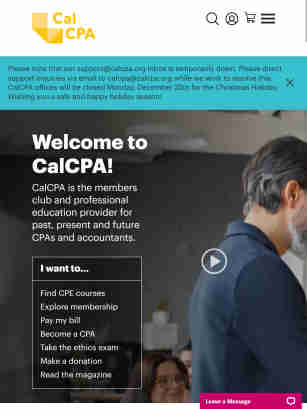 Cal
CPA
Please note that our support@calcpa.org inbox is temporarily down. Please direct
support inquiries via email to calcpa@calcpa.org while we work to resolve this.
CalCPA offices will be closed Monday, December 25th for the Christmas Holiday.
Wishing you a safe and happy holiday season!
Welcome to
CalCPA!
CalCPA is the members
club and professional
education provider for
past, present and future
CPAs and accountants.
I want to...
Find CPE courses
Explore membership
Pay my bill
Become a CPA
Take the ethics exam
Make a donation
Read the magazine
Leave a Message